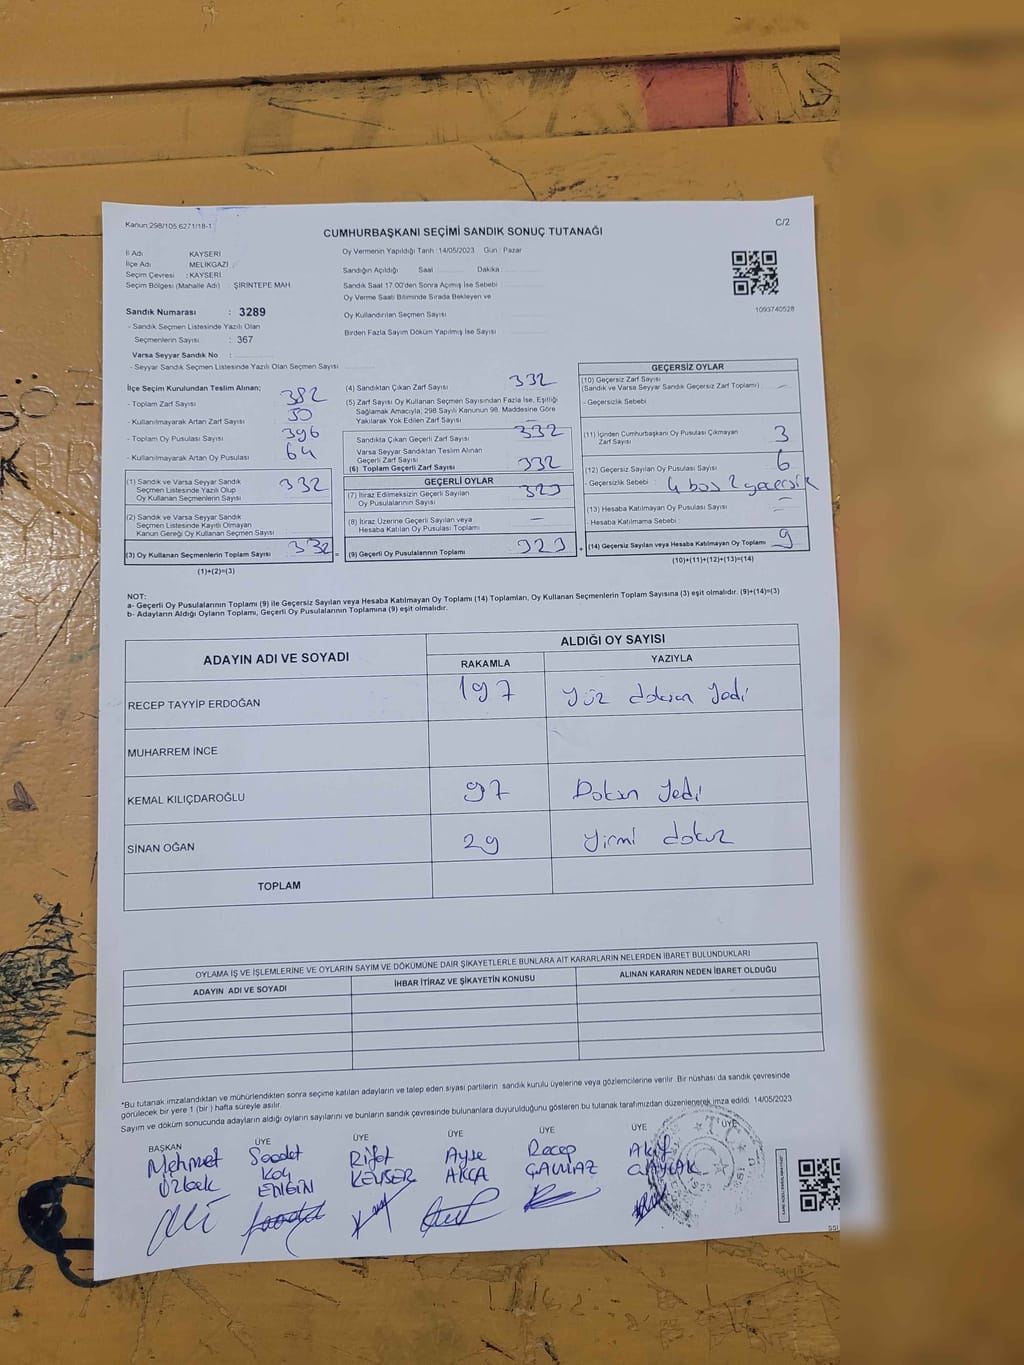 Kanun:298/105;6271/18-1
C/2
CUMHURBAŞKANI SEÇİMİ SANDIK SONUÇ TUTANAĞI
İl Adı KAYSERİ
İlçe Adı MELİKGAZİ
Seçim Çevresi : KAYSERİ
Seçim Bölgesi (Mahalle Adı) : ŞİRİNTEPE MAH.
Sandık Numarası : 3289
- Sandık Seçmen Listesinde Yazılı Olan
Seçmenlerin Sayısı : 367
Varsa Seyyar Sandık No :
- Seyyar Sandık Seçmen Listesinde Yazılı Olan Seçmen Sayısı
Oy Vermenin Yapıldığı Tarih : 14/05/2023 Gün : Pazar
Sandığın Açıldığı Saat Dakika
Sandık Saat 17.00'den Sonra Açılmış İse Sebebi
Oy Verme Saati Bitiminde Sırada Bekleyen ve
Oy Kullandırılan Seçmen Sayısı
Birden Fazla Sayım Döküm Yapılmış İse Sayısı
1093740528
İlçe Seçim Kurulundan Teslim Alınan;
- Toplam Zarf Sayısı 382
- Kullanılmayarak Artan Zarf Sayısı 50
- Toplam Oy Pusulası Sayısı 396
- Kullanılmayarak Artan Oy Pusulası 64
(1) Sandık ve Varsa Seyyar Sandık
Seçmen Listesinde Yazılı Olup
Oy Kullanan Seçmenlerin Sayısı 332
(2) Sandık ve Varsa Seyyar Sandık
Seçmen Listesinde Kayıtlı Olmayan
Kanun Gereği Oy Kullanan Seçmen Sayısı
(3) Oy Kullanan Seçmenlerin Toplam Sayısı 332 =
(1)+(2)=(3)
(4) Sandıktan Çıkan Zarf Sayısı 332
(5) Zarf Sayısı Oy Kullanan Seçmen Sayısından Fazla İse, Eşitliği
Sağlamak Amacıyla, 298 Sayılı Kanunun 98. Maddesine Göre
Yakılarak Yok Edilen Zarf Sayısı —
Sandıkta Çıkan Geçerli Zarf Sayısı 332
Varsa Seyyar Sandıktan Teslim Alınan
Geçerli Zarf Sayısı
(6) Toplam Geçerli Zarf Sayısı 332
GEÇERLİ OYLAR
(7) İtiraz Edilmeksizin Geçerli Sayılan
Oy Pusulalarının Sayısı 323
(8) İtiraz Üzerine Geçerli Sayılan veya
Hesaba Katılan Oy Pusulası Toplamı —
(9) Geçerli Oy Pusulalarının Toplamı 323 +
GEÇERSİZ OYLAR
(10) Geçersiz Zarf Sayısı
(Sandık ve Varsa Seyyar Sandık Geçersiz Zarf Toplamı) —
- Geçersizlik Sebebi :
(11) İçinden Cumhurbaşkanı Oy Pusulası Çıkmayan
Zarf Sayısı 3
(12) Geçersiz Sayılan Oy Pusulası Sayısı 6
- Geçersizlik Sebebi : 4 boş 2 geçersiz
(13) Hesaba Katılmayan Oy Pusulası Sayısı —
- Hesaba Katılmama Sebebi : —
(14) Geçersiz Sayılan veya Hesaba Katılmayan Oy Toplamı 9
(10)+(11)+(12)+(13)=(14)
NOT:
a- Geçerli Oy Pusulalarının Toplamı (9) ile Geçersiz Sayılan veya Hesaba Katılmayan Oy Toplamı (14) Toplamları, Oy Kullanan Seçmenlerin Toplam Sayısına (3) eşit olmalıdır. (9)+(14)=(3)
b- Adayların Aldığı Oyların Toplamı, Geçerli Oy Pusulalarının Toplamına (9) eşit olmalıdır.
ADAYIN ADI VE SOYADI ALDIĞI OY SAYISI
RAKAMLA YAZIYLA
RECEP TAYYİP ERDOĞAN 197 Yüz doksan yedi
MUHARREM İNCE
KEMAL KILIÇDAROĞLU 97 Doksan yedi
SİNAN OĞAN 29 yirmi dokuz
TOPLAM
OYLAMA İŞ VE İŞLEMLERİNE VE OYLARIN SAYIM VE DÖKÜMÜNE DAİR ŞİKAYETLERLE BUNLARA AİT KARARLARIN NELERDEN İBARET BULUNDUKLARI
ADAYIN ADI VE SOYADI İHBAR İTİRAZ VE ŞİKAYETİN KONUSU ALINAN KARARIN NEDEN İBARET OLDUĞU
*Bu tutanak imzalandıktan ve mühürlendikten sonra seçime katılan adayların ve talep eden siyasi partilerin sandık kurulu üyelerine veya gözlemcilerine verilir. Bir nüshası da sandık çevresinde
görülecek bir yere 1 (bir) hafta süreyle asılır.
Sayım ve döküm sonucunda adayların aldığı oyların sayılarını ve bunların sandık çevresinde bulunanlara duyurulduğunu gösteren bu tutanak tarafımızdan düzenlenerek imza edildi. 14/05/2023
BAŞKAN ÜYE ÜYE ÜYE ÜYE ÜYE ÜYE
Mehmet Saadet Rifat Ayşe Recep Akif
Özbek Koç KEVSER AKÇA
ENGİN